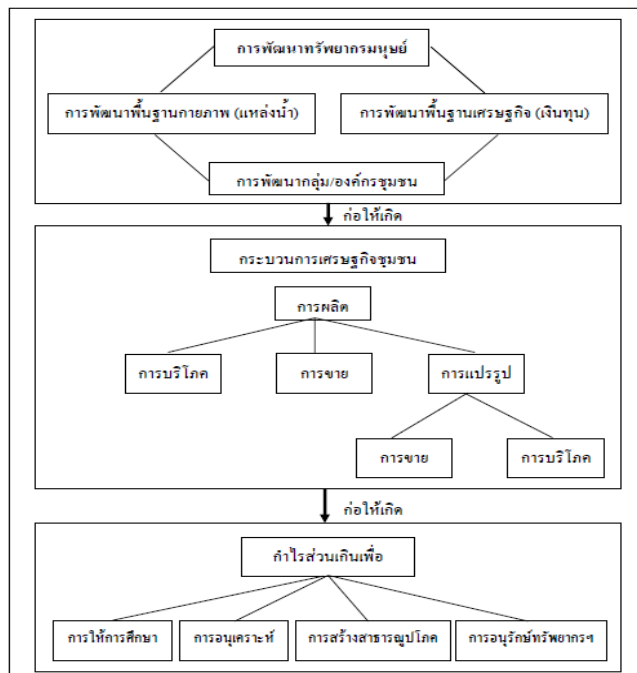 การพัฒนาทรัพยากรมนุษย์
การพัฒนาพื้นฐานกายภาพ (แหล่งน้ำ)
การพัฒนาพื้นฐานเศรษฐกิจ (เงินทุน)
การพัฒนากลุ่ม/องค์กรชุมชน
ก่อให้เกิด
กระบวนการเศรษฐกิจชุมชน
การผลิต
การบริโภค
การขาย
การแปรรูป
การขาย
การบริโภค
ก่อให้เกิด
กำไรส่วนเกินเพื่อ
การให้การศึกษา
การอนุเคราะห์
การสร้างสาธารณูปโภค
การอนุรักษ์ทรัพยากรฯ